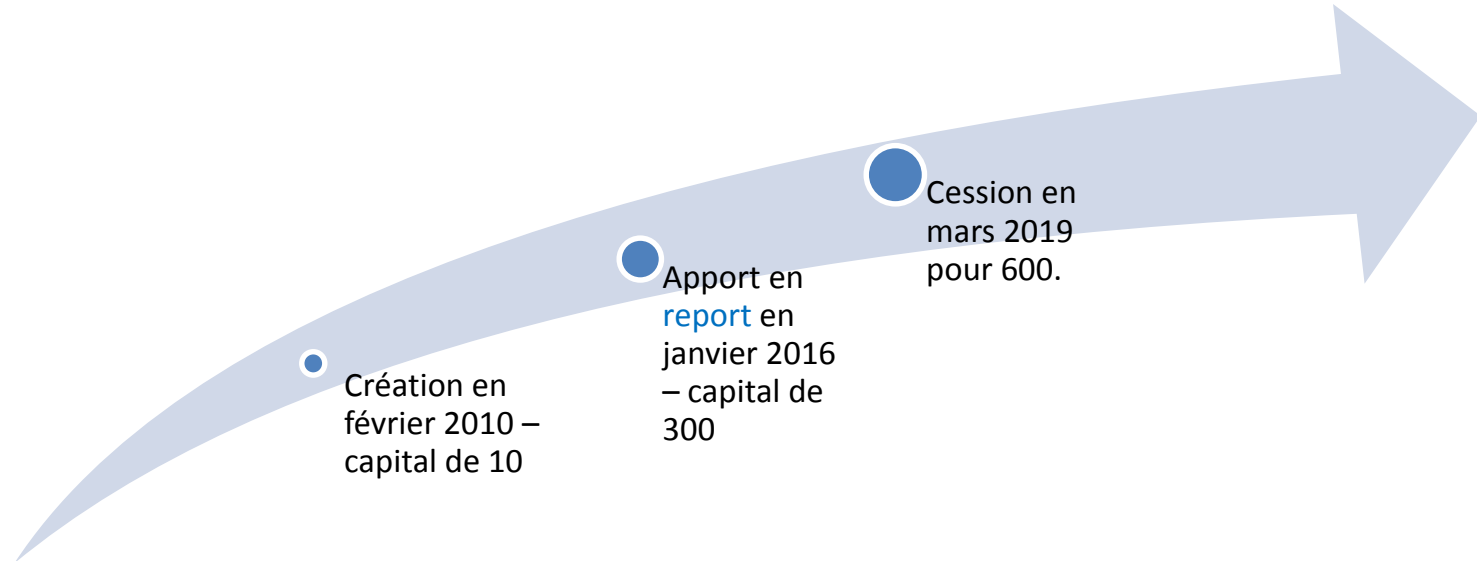 Création en
février 2010 –
capital de 10
Apport en
report en
janvier 2016
– capital de
300
Cession en
mars 2019
pour 600.